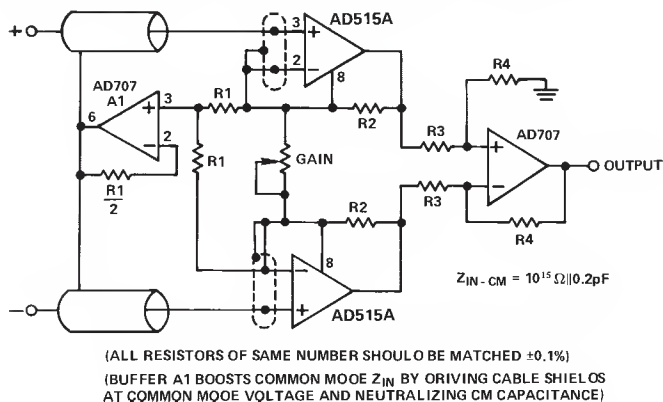 +
3
AD515A
+
2
−
8
R4
AD707
A1
6
+
3
R1
R2
R3
AD707
−
2
R1
GAIN
+
−
OUTPUT
R1
2
R2
R3
R4
−
8
+
AD515A
Z IN - CM = 10¹⁵ Ω||0.2pF
−
(ALL RESISTORS OF SAME NUMBER SHOULD BE MATCHED ±0.1%)
(BUFFER A1 BOOSTS COMMON MOOE ZIN BY ORIVING CABLE SHIELOS
AT COMMON MOOE VOLTAGE AND NEUTRALIZING CM CAPACITANCE)